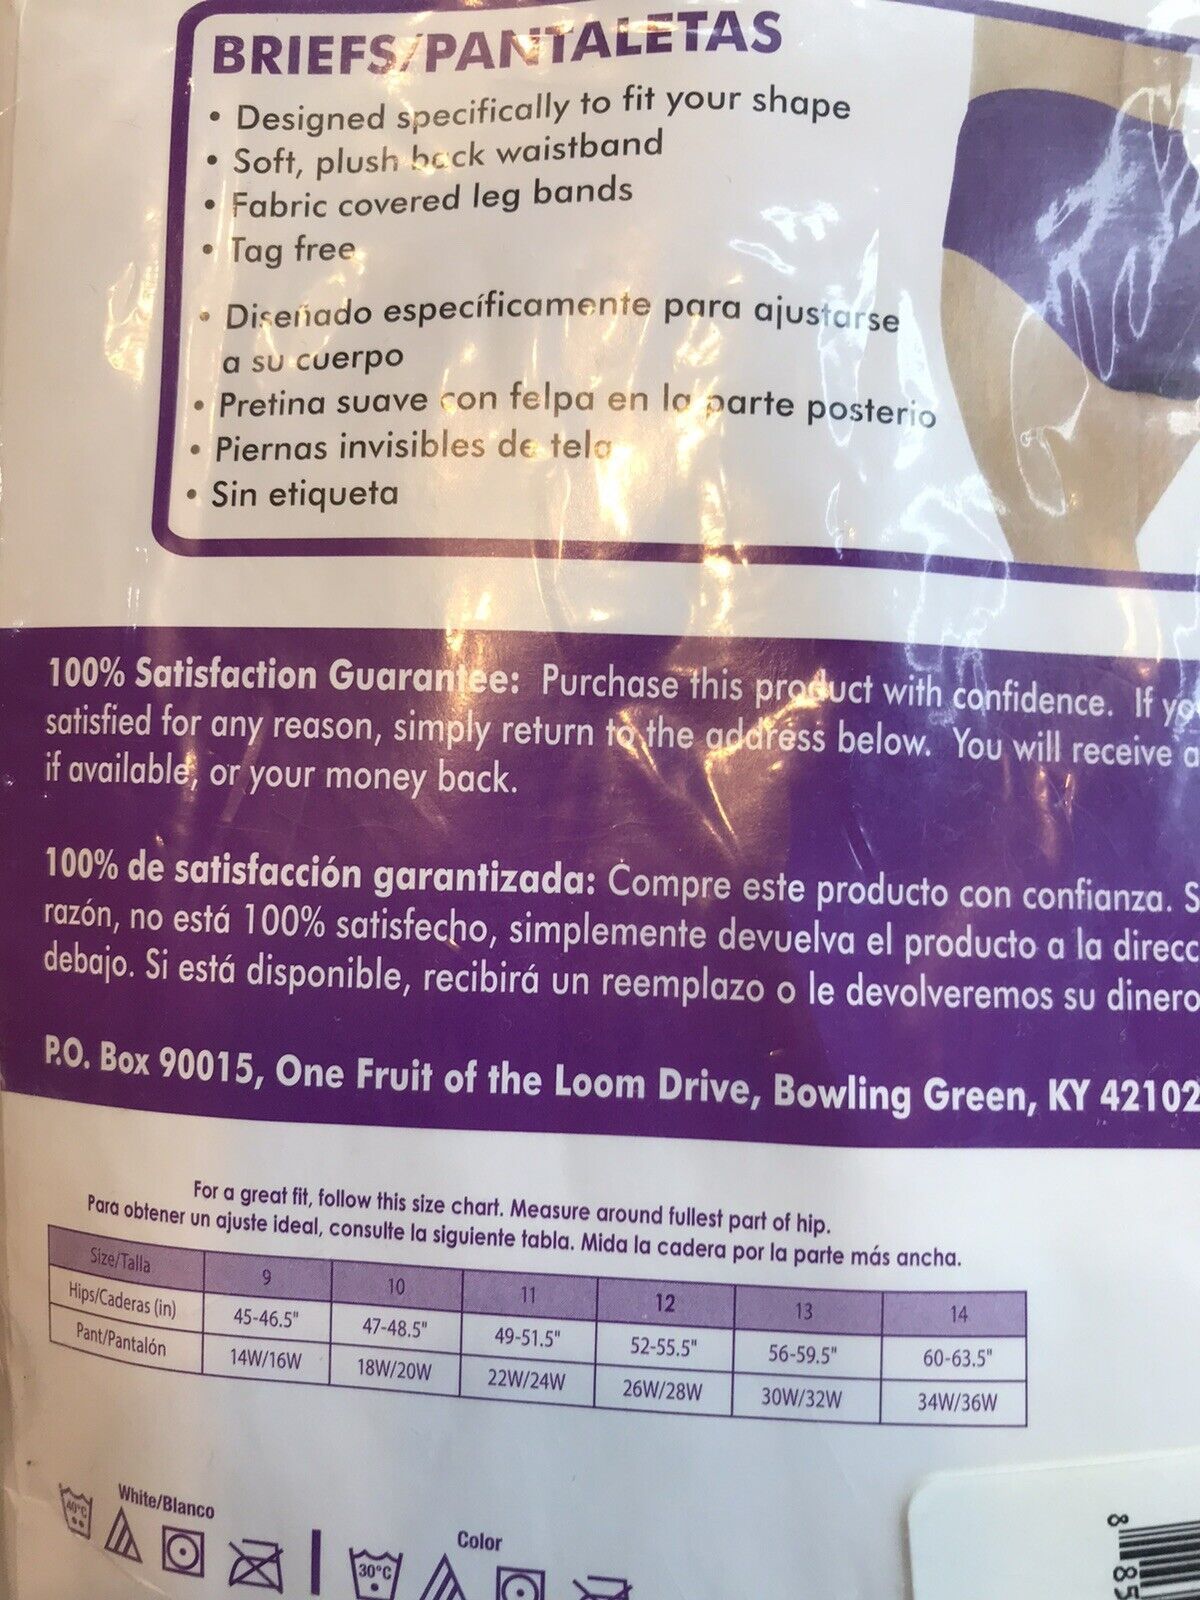 BRIEFS/PANTALETAS
• Designed specifically to fit your shape
• Soft, plush back waistband
• Fabric covered leg bands
• Tag free
• Diseñado específicamente para ajustarse
a su cuerpo
• Pretina suave con felpa en la parte posterio
• Piernas invisibles de tela
• Sin etiqueta
100% Satisfaction Guarantee: Purchase this product with confidence. If yo
satisfied for any reason, simply return to the address below. You will receive a
if available, or your money back.
100% de satisfacción garantizada: Compre este producto con confianza. S
razón, no está 100% satisfecho, simplemente devuelva el producto a la direcc
debajo. Si está disponible, recibirá un reemplazo o le devolveremos su dinero
P.O. Box 90015, One Fruit of the Loom Drive, Bowling Green, KY 42102
For a great fit, follow this size chart. Measure around fullest part of hip.
Para obtener un ajuste ideal, consulte la siguiente tabla. Mida la cadera por la parte más ancha.
Size/Talla 9 10 11 12 13 14
Hips/Caderas (in) 45-46.5" 47-48.5" 49-51.5" 52-55.5" 56-59.5" 60-63.5"
Pant/Pantalón 14W/16W 18W/20W 22W/24W 26W/28W 30W/32W 34W/36W
White/Blanco
Color
40°C
30°C
8
85